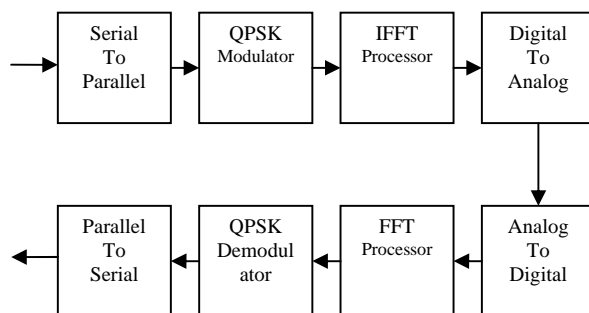 Serial
To
Parallel
QPSK
Modulator
IFFT
Processor
Digital
To
Analog
Parallel
To
Serial
QPSK
Demodul
ator
FFT
Processor
Analog
To
Digital